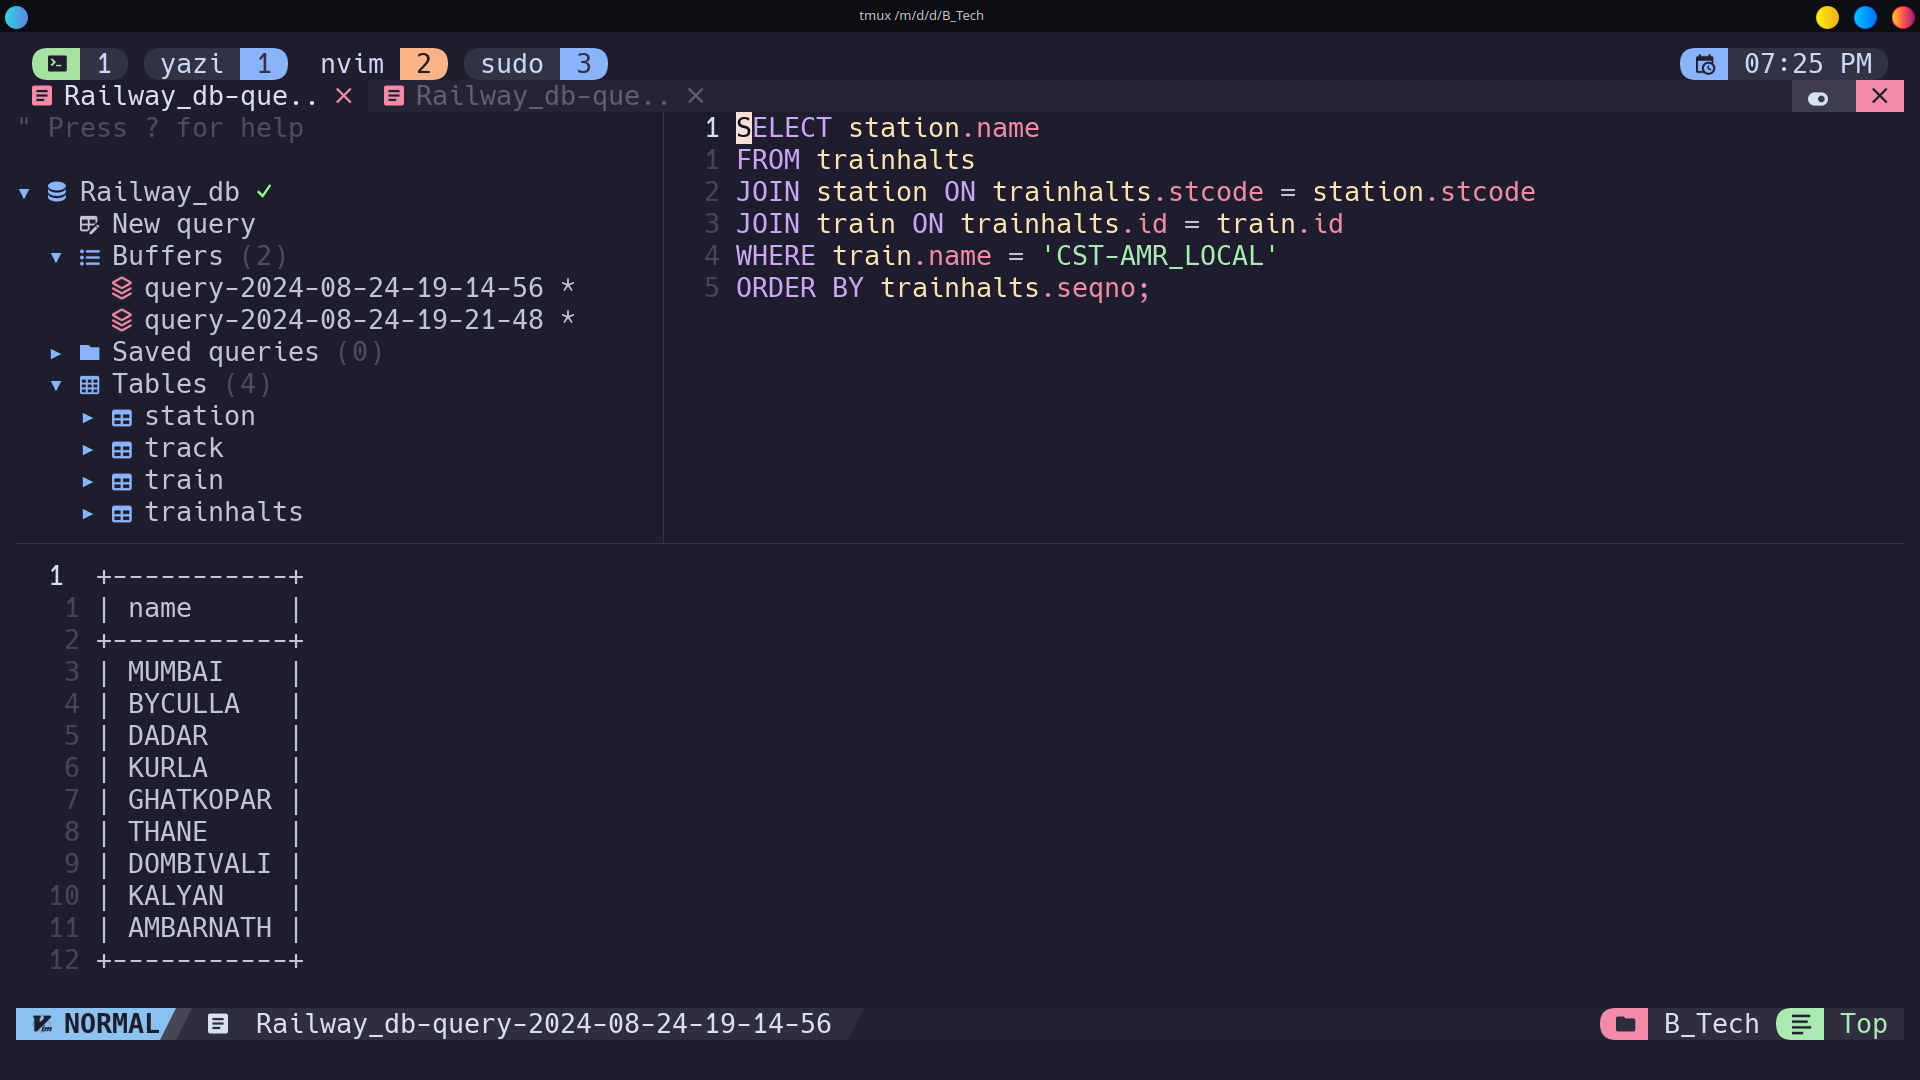 tmux /m/d/d/B_Tech
1 yazi 1 nvim 2 sudo 3 07:25 PM
Railway_db-que.. × Railway_db-que.. ×
" Press ? for help
Railway_db ✓
New query
Buffers (2)
query-2024-08-24-19-14-56 *
query-2024-08-24-19-21-48 *
Saved queries (0)
Tables (4)
station
track
train
trainhalts
1 SELECT station.name
1 FROM trainhalts
2 JOIN station ON trainhalts.stcode = station.stcode
3 JOIN train ON trainhalts.id = train.id
4 WHERE train.name = 'CST-AMR_LOCAL'
5 ORDER BY trainhalts.seqno;
1 +-----------+
1 | name      |
2 +-----------+
3 | MUMBAI    |
4 | BYCULLA   |
5 | DADAR     |
6 | KURLA     |
7 | GHATKOPAR |
8 | THANE     |
9 | DOMBIVALI |
10 | KALYAN    |
11 | AMBARNATH |
12 +-----------+
NORMAL Railway_db-query-2024-08-24-19-14-56 B_Tech Top